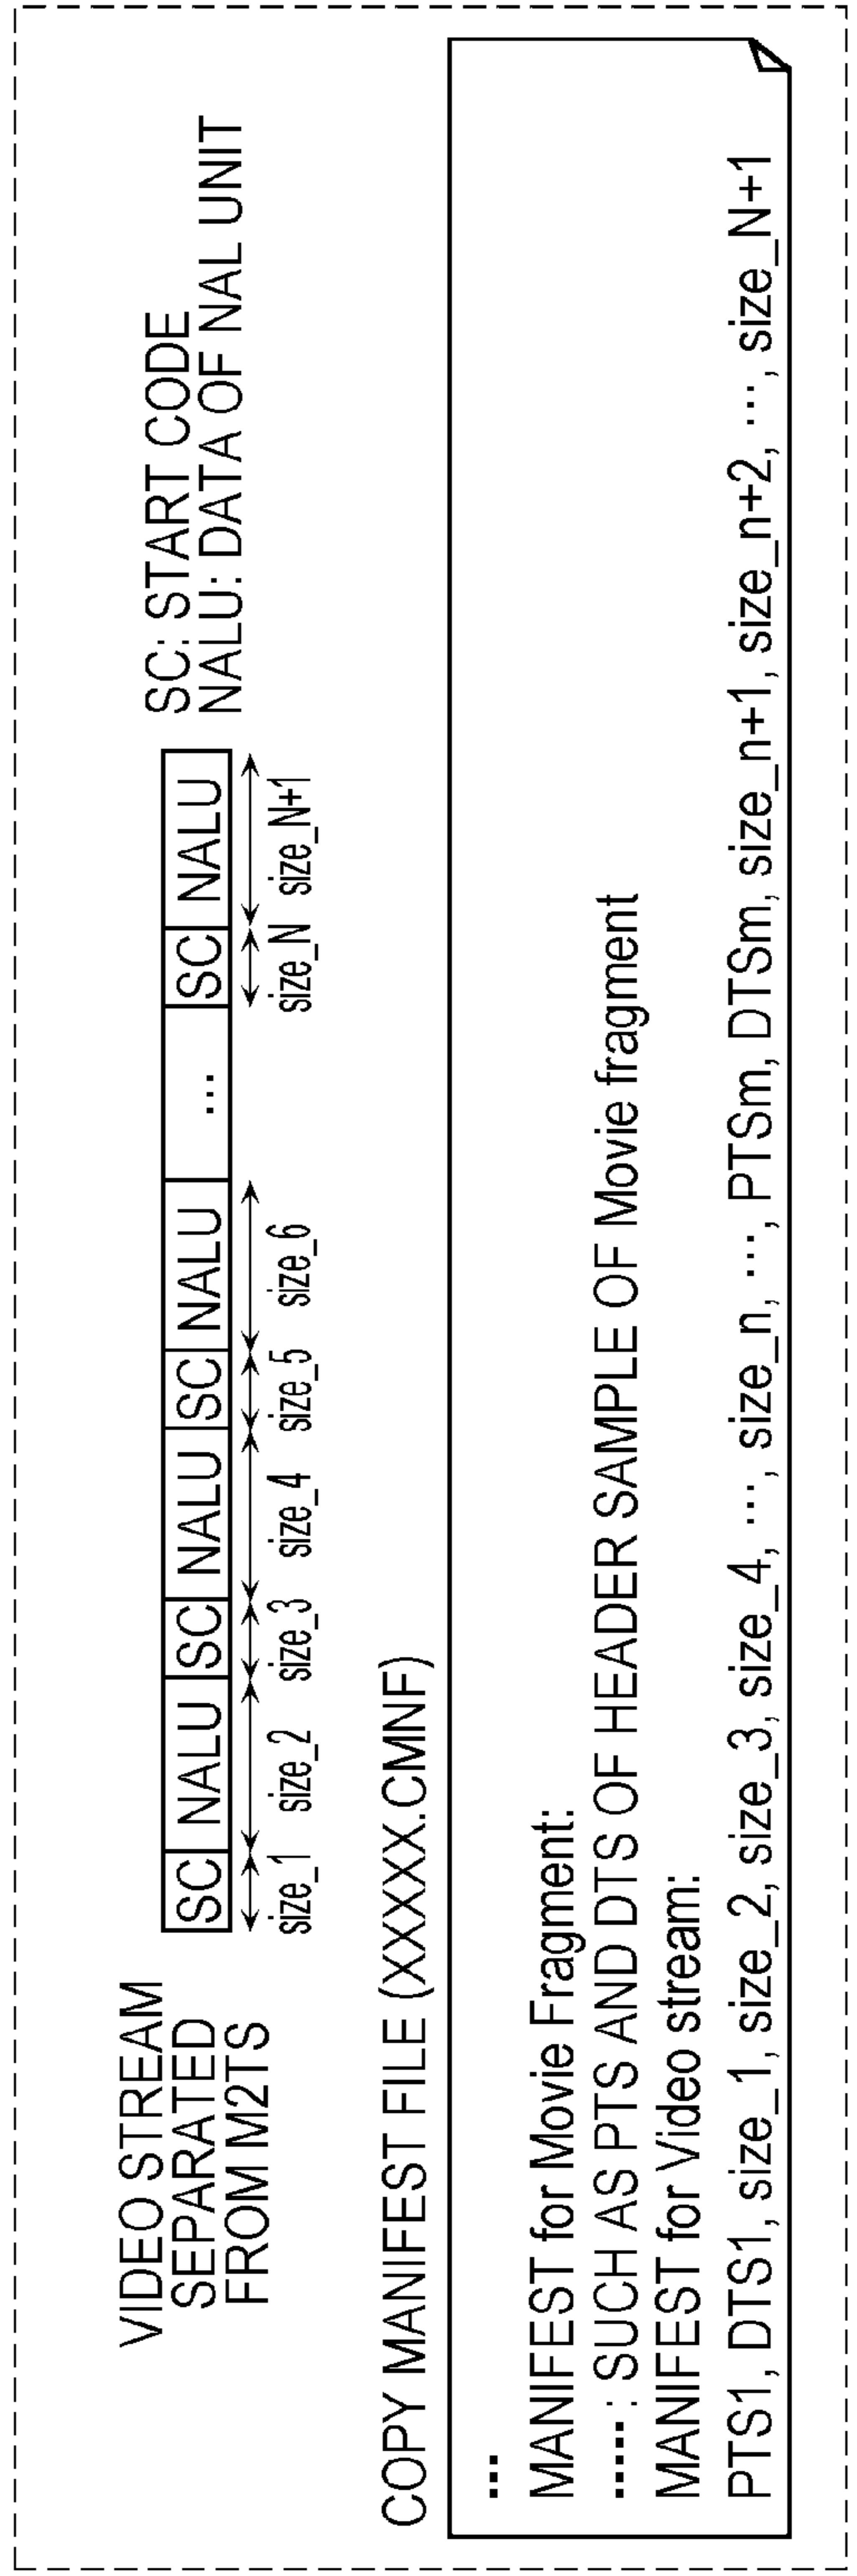 VIDEO STREAM
SEPARATED
FROM M2TS
SC NALU SC NALU SC NALU ... SC NALU
size_1 size_2 size_3 size_4 size_5 size_6 size_N size_N+1
SC: START CODE
NALU: DATA OF NAL UNIT
COPY MANIFEST FILE (XXXXX.CMNF)
...
MANIFEST for Movie Fragment:
..... : SUCH AS PTS AND DTS OF HEADER SAMPLE OF Movie fragment
MANIFEST for Video stream:
PTS1, DTS1, size_1, size_2, size_3, size_4, ..., size_n, ..., PTSm, DTSm, size_n+1, size_n+2, ..., size_N+1